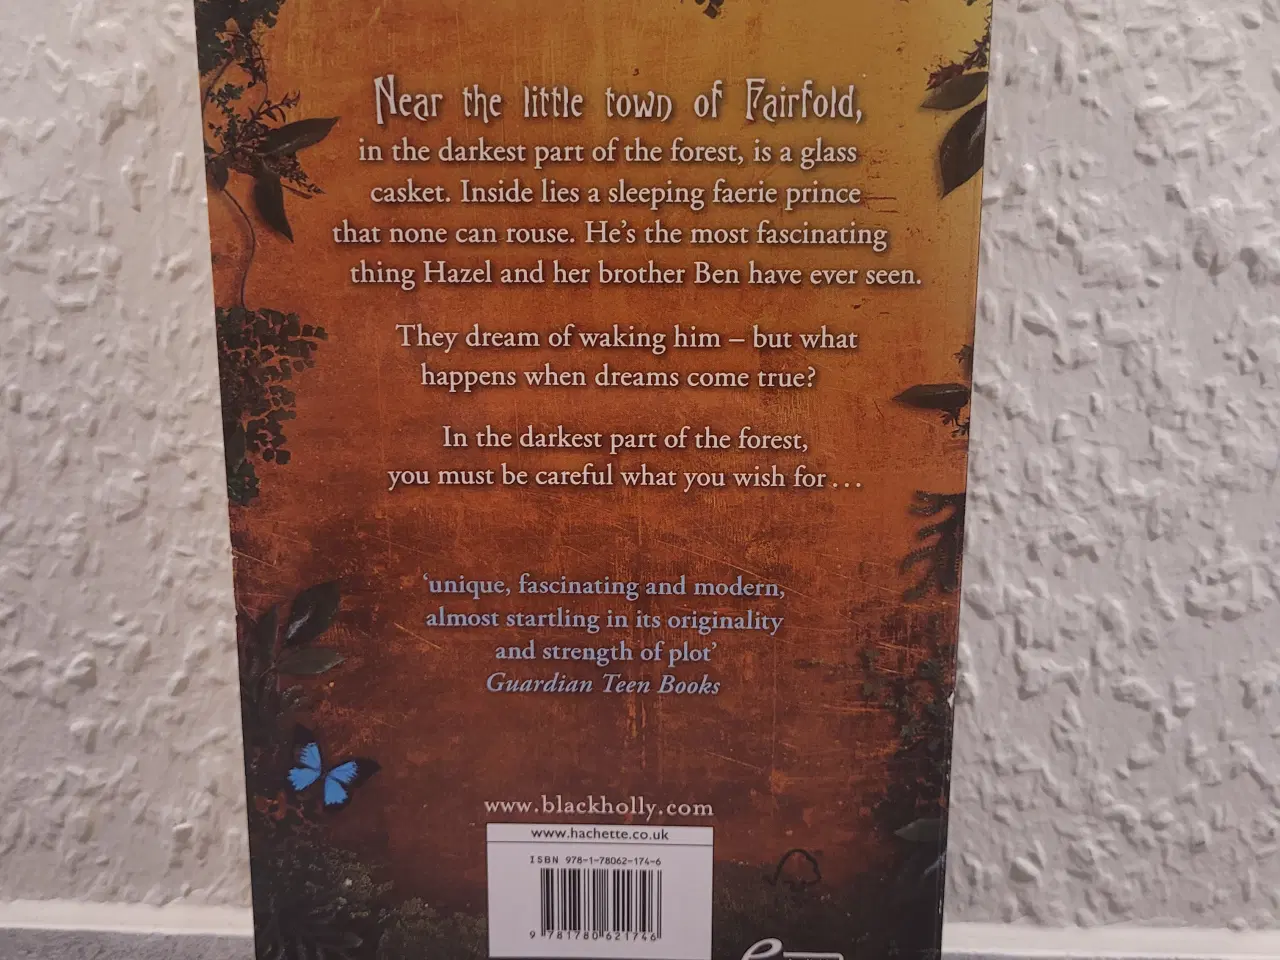 Near the little town of Fairfold,
in the darkest part of the forest, is a glass
casket. Inside lies a sleeping faerie prince
that none can rouse. He's the most fascinating
thing Hazel and her brother Ben have ever seen.
They dream of waking him – but what
happens when dreams come true?
In the darkest part of the forest,
you must be careful what you wish for . . .
‘unique, fascinating and modern,
almost startling in its originality
and strength of plot’
Guardian Teen Books
www.blackholly.com
www.hachette.co.uk
ISBN 978-1-78062-174-6
9 781780 621746